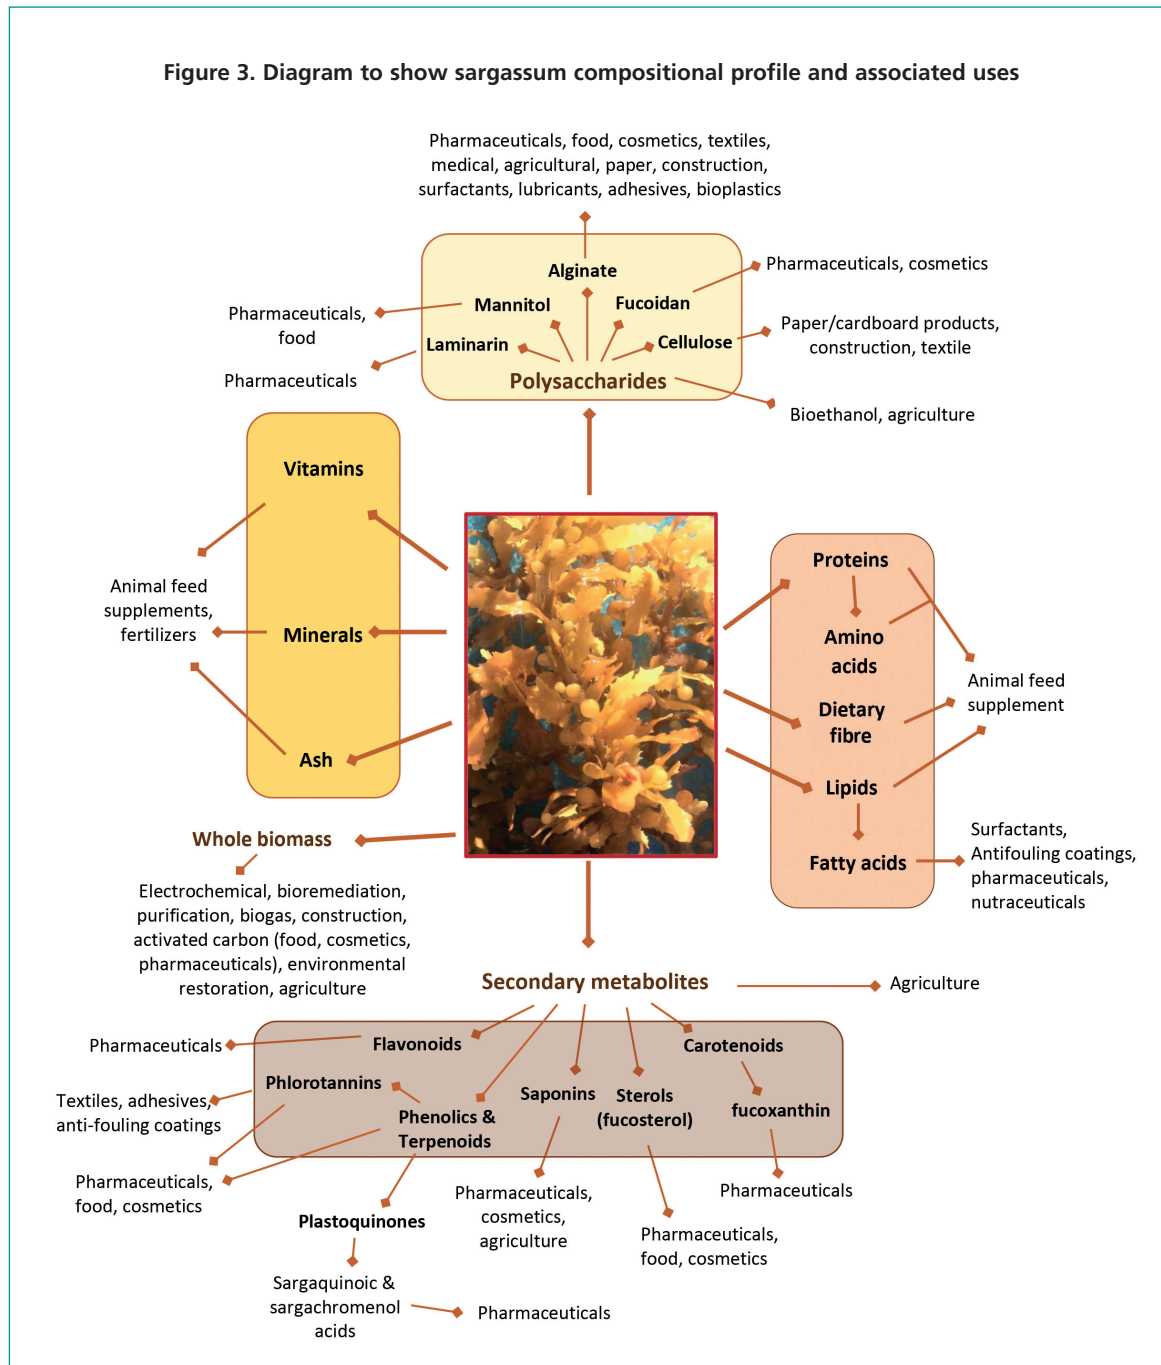 Figure 3. Diagram to show sargassum compositional profile and associated uses
Pharmaceuticals, food, cosmetics, textiles,
medical, agricultural, paper, construction,
surfactants, lubricants, adhesives, bioplastics
Alginate
Pharmaceuticals, cosmetics
Mannitol
Fucoidan
Pharmaceuticals,
food
Laminarin
Cellulose
Paper/cardboard products,
construction, textile
Pharmaceuticals
Polysaccharides
Bioethanol, agriculture
Vitamins
Animal feed
supplements,
fertilizers
Minerals
Ash
Proteins
Amino
acids
Animal feed
supplement
Dietary
fibre
Lipids
Fatty acids
Surfactants,
Antifouling coatings,
pharmaceuticals,
nutraceuticals
Whole biomass
Electrochemical, bioremediation,
purification, biogas, construction,
activated carbon (food, cosmetics,
pharmaceuticals), environmental
restoration, agriculture
Secondary metabolites
Agriculture
Pharmaceuticals
Flavonoids
Carotenoids
Phlorotannins
Textiles, adhesives,
anti-fouling coatings
Phenolics &
Terpenoids
Saponins
Sterols
(fucosterol)
fucoxanthin
Pharmaceuticals,
food, cosmetics
Plastoquinones
Pharmaceuticals,
cosmetics,
agriculture
Pharmaceuticals,
food, cosmetics
Pharmaceuticals
Sargaquinoic &
sargachromenol
acids
Pharmaceuticals